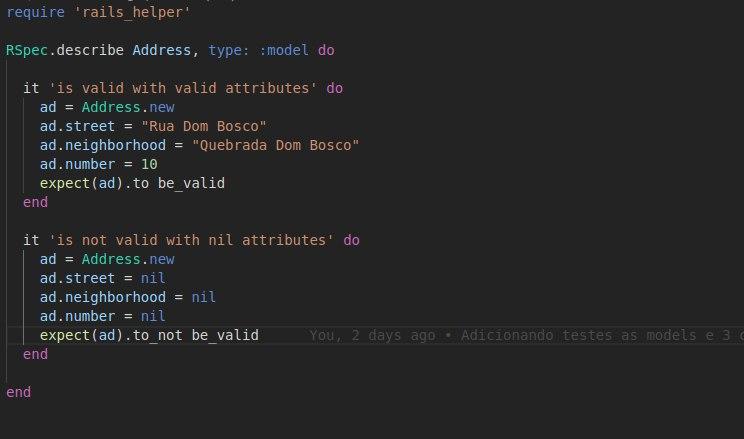 require 'rails_helper'
RSpec.describe Address, type: :model do
it 'is valid with valid attributes' do
ad = Address.new
ad.street = "Rua Dom Bosco"
ad.neighborhood = "Quebrada Dom Bosco"
ad.number = 10
expect(ad).to be_valid
end
it 'is not valid with nil attributes' do
ad = Address.new
ad.street = nil
ad.neighborhood = nil
ad.number = nil
expect(ad).to_not be_valid You, 2 days ago • Adicionando testes as models e 3
end
end